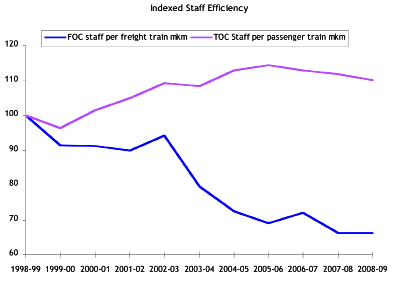 Indexed Staff Efficiency
FOC staff per freight train mkm TOC Staff per passenger train mkm
120
110
100
90
80
70
60
1998-99 1999-00 2000-01 2001-02 2002-03 2003-04 2004-05 2005-06 2006-07 2007-08 2008-09